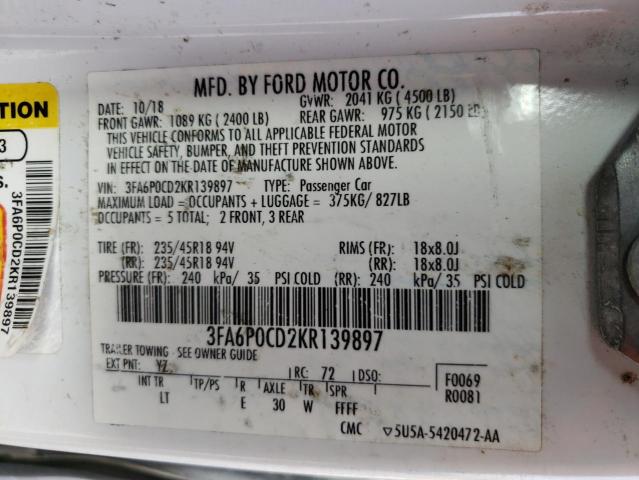 MFD. BY FORD MOTOR CO.
DATE: 10/18 GVWR: 2041 KG ( 4500 LB)
FRONT GAWR: 1089 KG ( 2400 LB) REAR GAWR: 975 KG ( 2150 LB)
THIS VEHICLE CONFORMS TO ALL APPLICABLE FEDERAL MOTOR
VEHICLE SAFETY, BUMPER, AND THEFT PREVENTION STANDARDS
IN EFFECT ON THE DATE OF MANUFACTURE SHOWN ABOVE.
VIN: 3FA6P0CD2KR139897 TYPE: Passenger Car
MAXIMUM LOAD = OCCUPANTS + LUGGAGE = 375KG/ 827LB
OCCUPANTS = 5 TOTAL; 2 FRONT, 3 REAR
TIRE (FR): 235/45R18 94V RIMS (FR): 18x8.0J
(RR): 235/45R18 94V (RR): 18x8.0J
PRESSURE (FR): 240 kPa/ 35 PSI COLD (RR): 240 kPa/ 35 PSI COLD
3FA6P0CD2KR139897
TRAILER TOWING - SEE OWNER GUIDE
EXT PNT: YZ RC: 72 DSO: F0069
INT TR TP/PS R AXLE TR SPR R0081
LT E 30 W FFFF
CMC ▽5U5A-5420472-AA
TION
3
S.
3FA6P0CD2KR139897